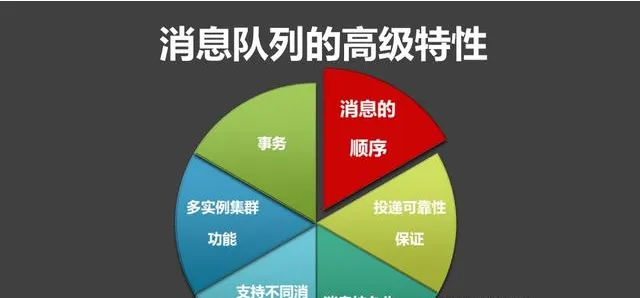 消息队列的高级特性
消息的
顺序
事务
投递可靠性
保证
多实例集群
功能
支持不同消